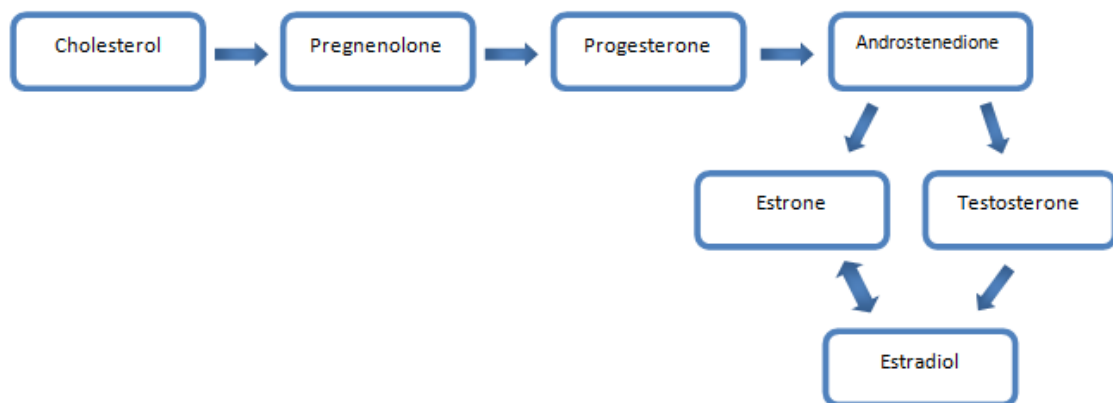 Cholesterol
Pregnenolone
Progesterone
Androstenedione
Estrone
Testosterone
Estradiol